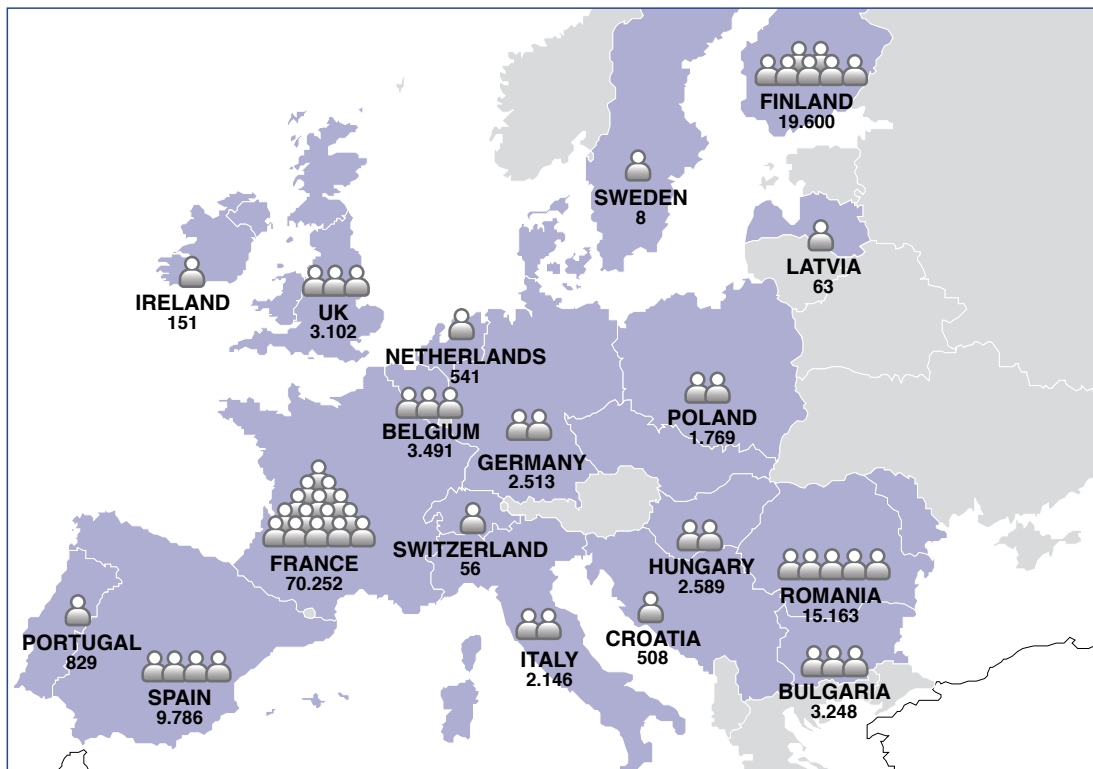 FINLAND
19.600
SWEDEN
8
LATVIA
63
IRELAND
151
UK
3.102
NETHERLANDS
541
BELGIUM
3.491
POLAND
1.769
GERMANY
2.513
FRANCE
70.252
SWITZERLAND
56
HUNGARY
2.589
ROMANIA
15.163
PORTUGAL
829
SPAIN
9.786
ITALY
2.146
CROATIA
508
BULGARIA
3.248